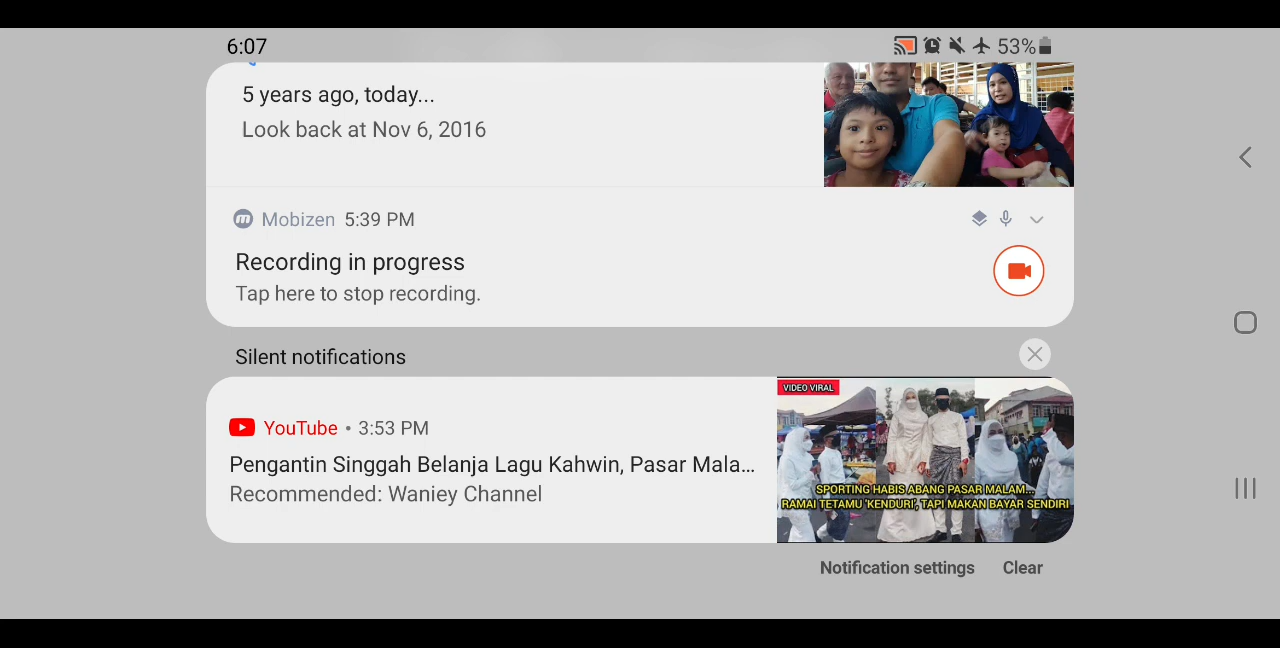 6:07
53%
5 years ago, today...
Look back at Nov 6, 2016
Mobizen 5:39 PM
Recording in progress
Tap here to stop recording.
Silent notifications
YouTube • 3:53 PM
Pengantin Singgah Belanja Lagu Kahwin, Pasar Mala...
Recommended: Waniey Channel
VIDEO VIRAL
SPORTING HABIS ABANG PASAR MALAM...
RAMAI TETAMU 'KENDURI', TAPI MAKAN BAYAR SENDIRI
Notification settings
Clear